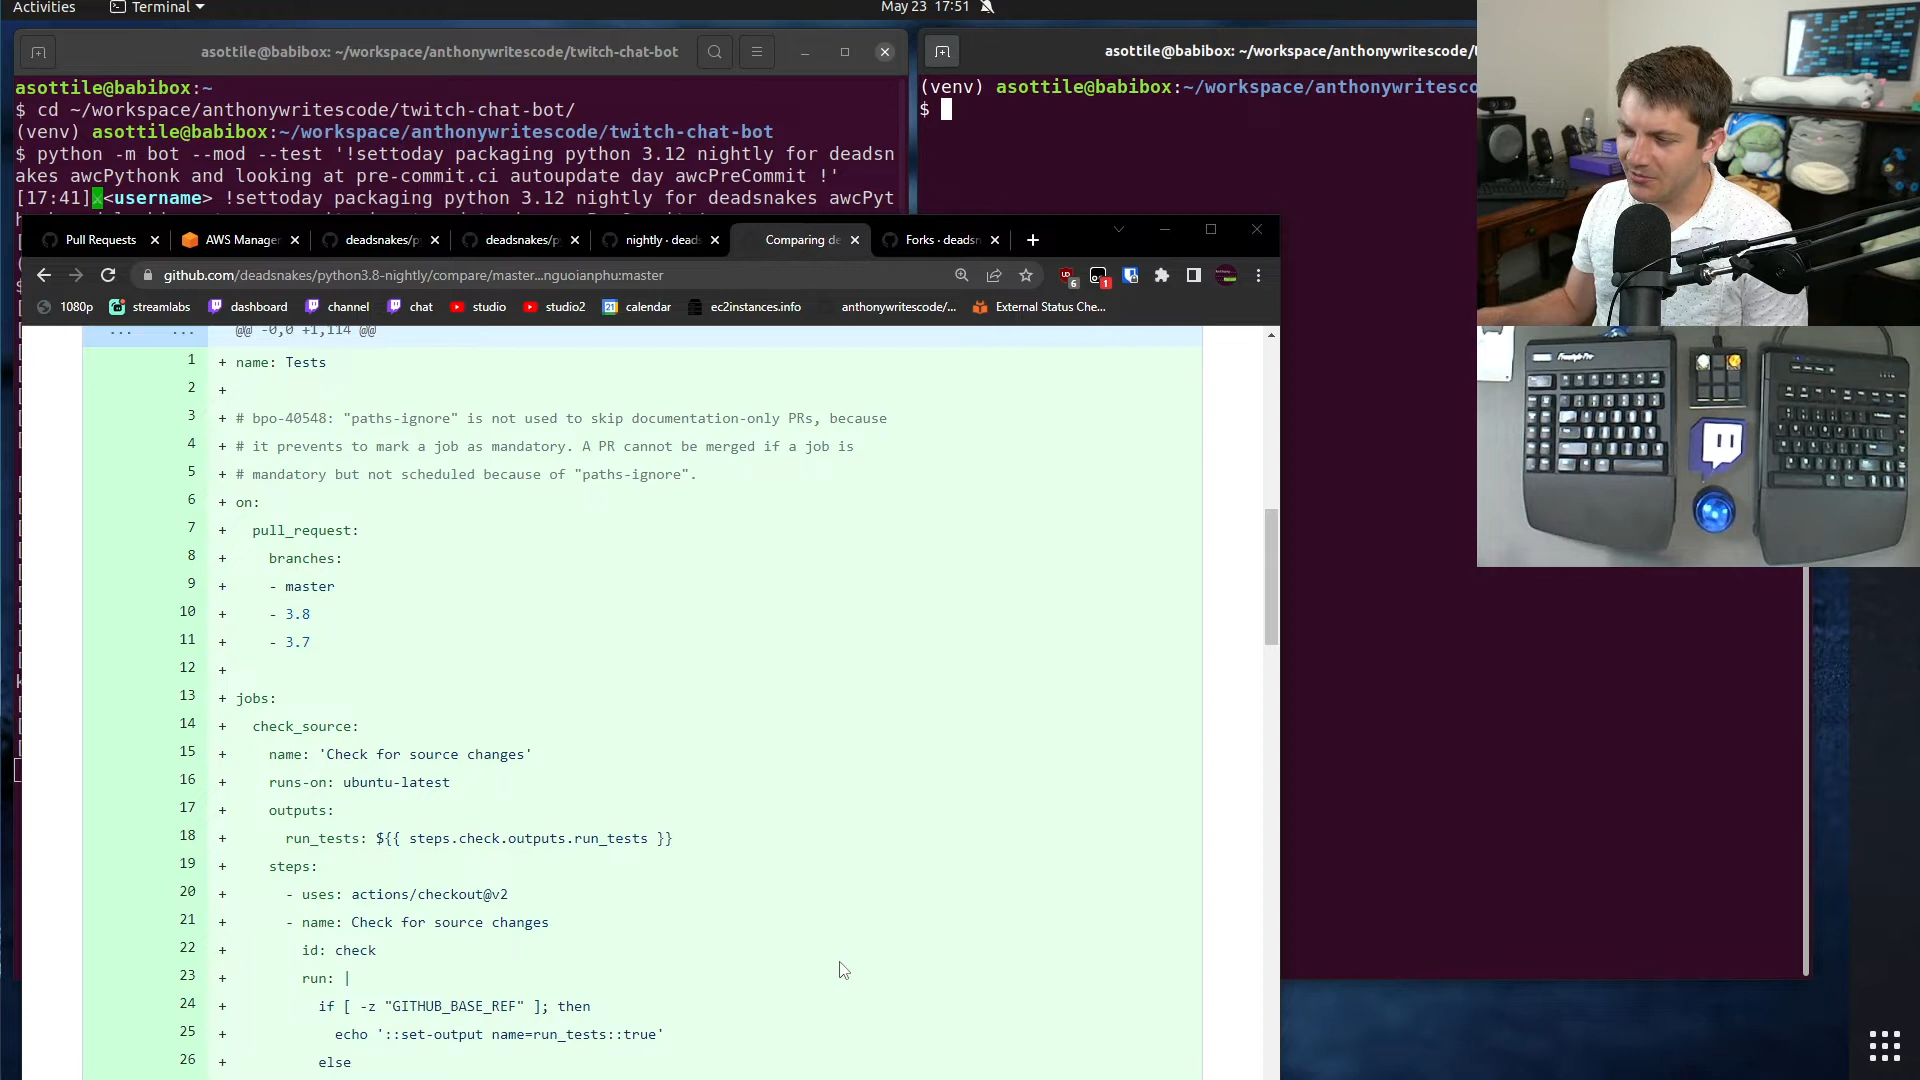 Activities
Terminal
May 23 17:51
asottile@babibox: ~/workspace/anthonywritescode/twitch-chat-bot
asottile@babibox:~
$ cd ~/workspace/anthonywritescode/twitch-chat-bot/
(venv) asottile@babibox:~/workspace/anthonywritescode/twitch-chat-bot
$ python -m bot --mod --test '!settoday packaging python 3.12 nightly for deadsn
akes awcPythonk and looking at pre-commit.ci autoupdate day awcPreCommit !'
[17:41] <username> !settoday packaging python 3.12 nightly for deadsnakes awcPyt
asottile@babibox: ~/workspace/anthonywritescode/
(venv) asottile@babibox:~/workspace/anthonywritesco
$
Pull Requests
AWS Manager
deadsnakes/p
deadsnakes/p
nightly · dead
Comparing de
Forks · deadsn
github.com/deadsnakes/python3.8-nightly/compare/master...nguoianphu:master
6
1
1080p
streamlabs
dashboard
channel
chat
studio
studio2
21
calendar
ec2instances.info
anthonywritescode/...
External Status Che...
... ... @@ -0,0 +1,114 @@
1 + name: Tests
2 +
3 + # bpo-40548: "paths-ignore" is not used to skip documentation-only PRs, because
4 + # it prevents to mark a job as mandatory. A PR cannot be merged if a job is
5 + # mandatory but not scheduled because of "paths-ignore".
6 + on:
7 + pull_request:
8 + branches:
9 + - master
10 + - 3.8
11 + - 3.7
12 +
13 + jobs:
14 + check_source:
15 + name: 'Check for source changes'
16 + runs-on: ubuntu-latest
17 + outputs:
18 + run_tests: ${{ steps.check.outputs.run_tests }}
19 + steps:
20 + - uses: actions/checkout@v2
21 + - name: Check for source changes
22 + id: check
23 + run: |
24 + if [ -z "GITHUB_BASE_REF" ]; then
25 + echo '::set-output name=run_tests::true'
26 + else